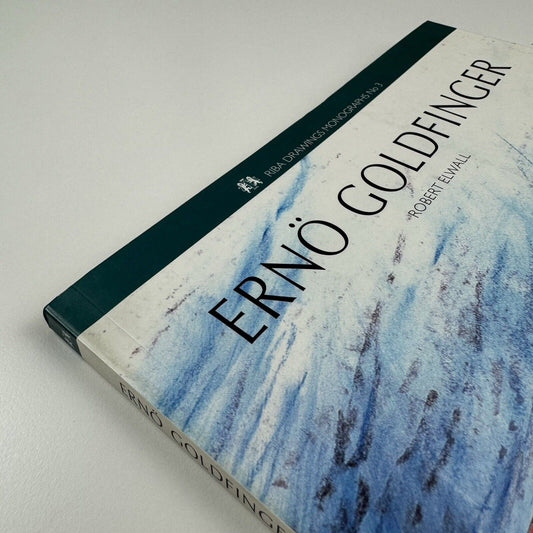 RIBA DRAWINGS MONOGRAPHS No 3
ERNÖ GOLDFINGER
ROBERT ELWALL
ERNÖ GOLDFINGER